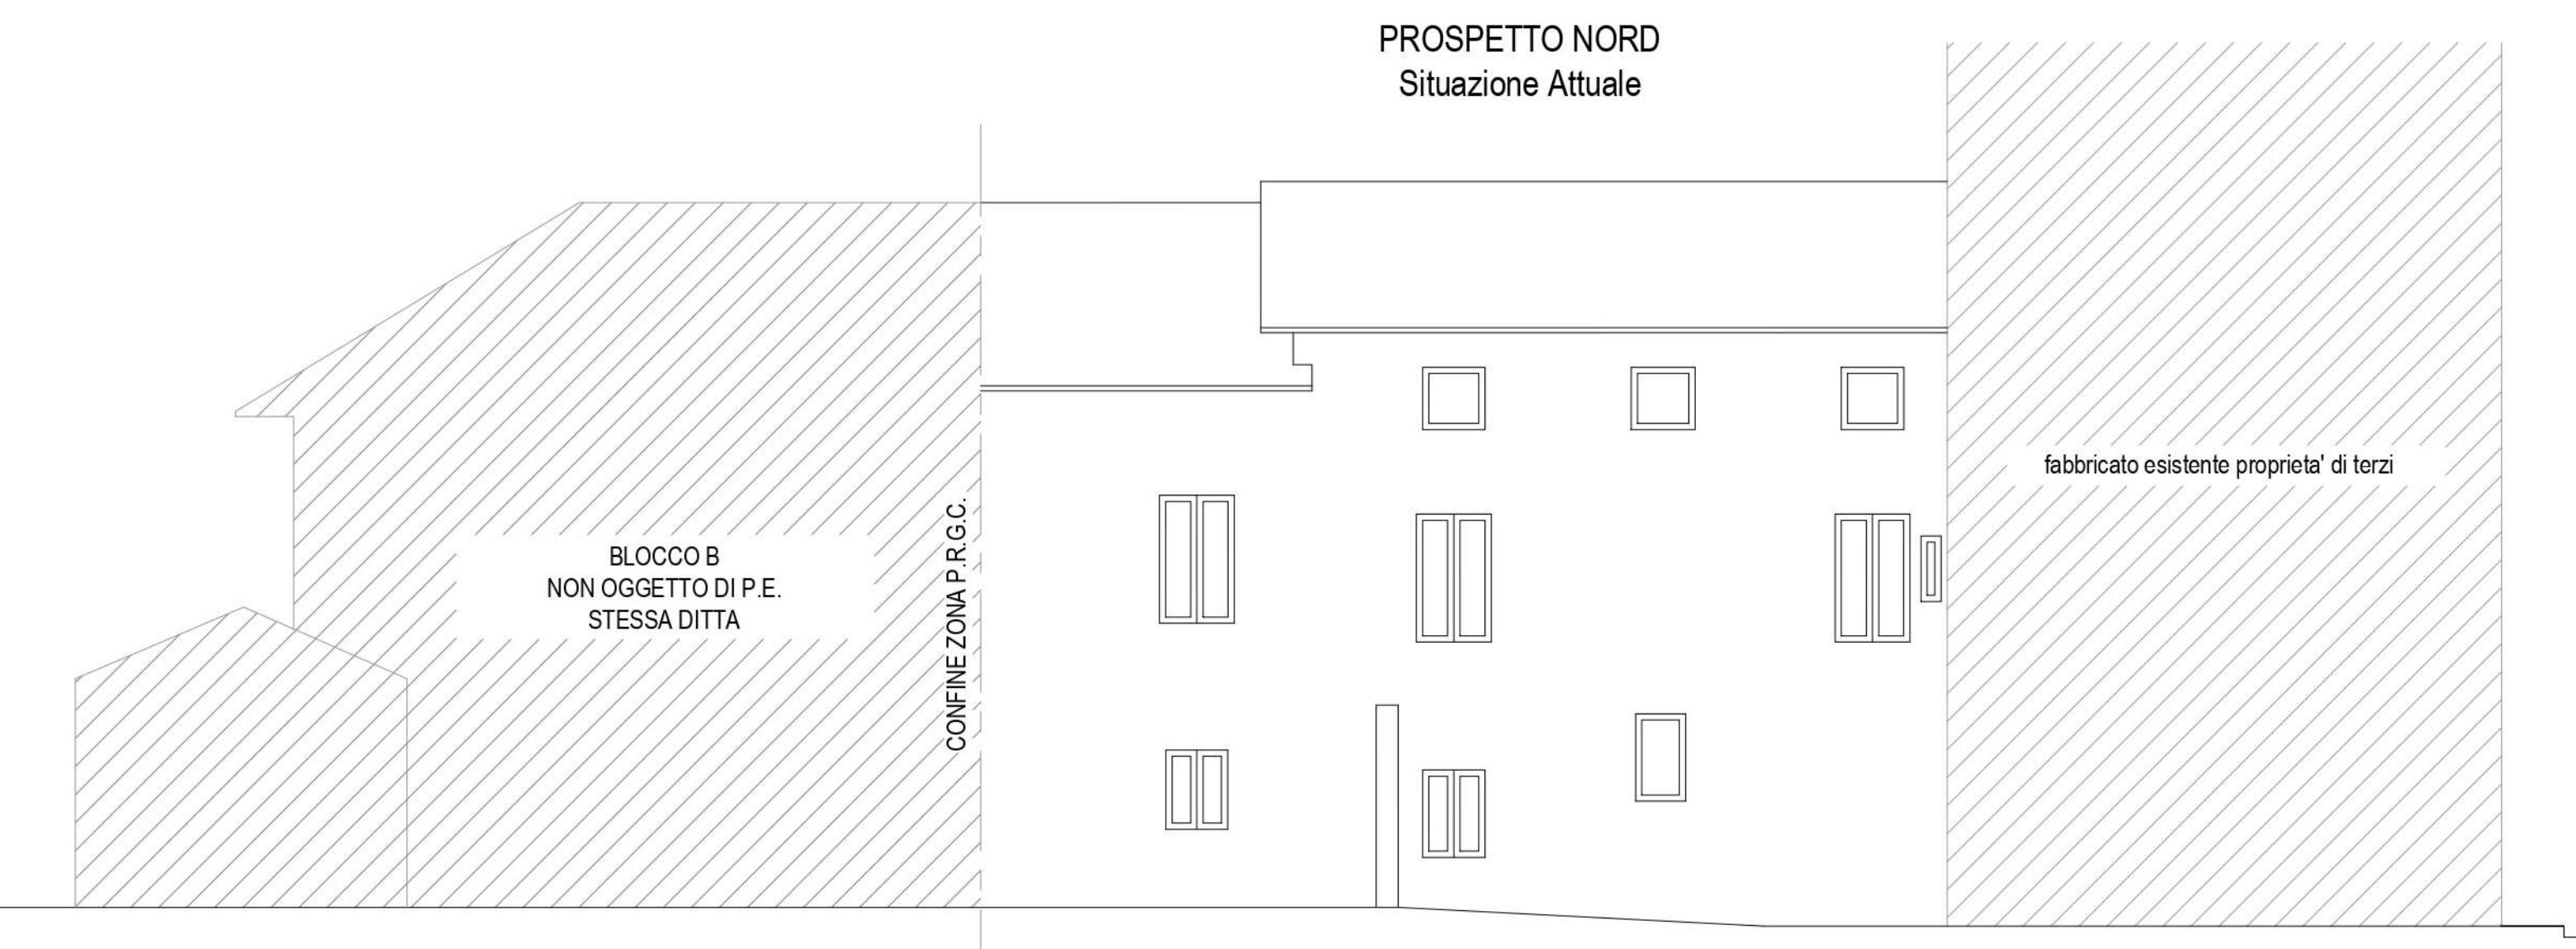 PROSPETTO NORD
Situazione Attuale
fabbricato esistente proprieta' di terzi
BLOCCO B
NON OGGETTO DI P.E.
STESSA DITTA
CONFINE ZONA P.R.G.C.